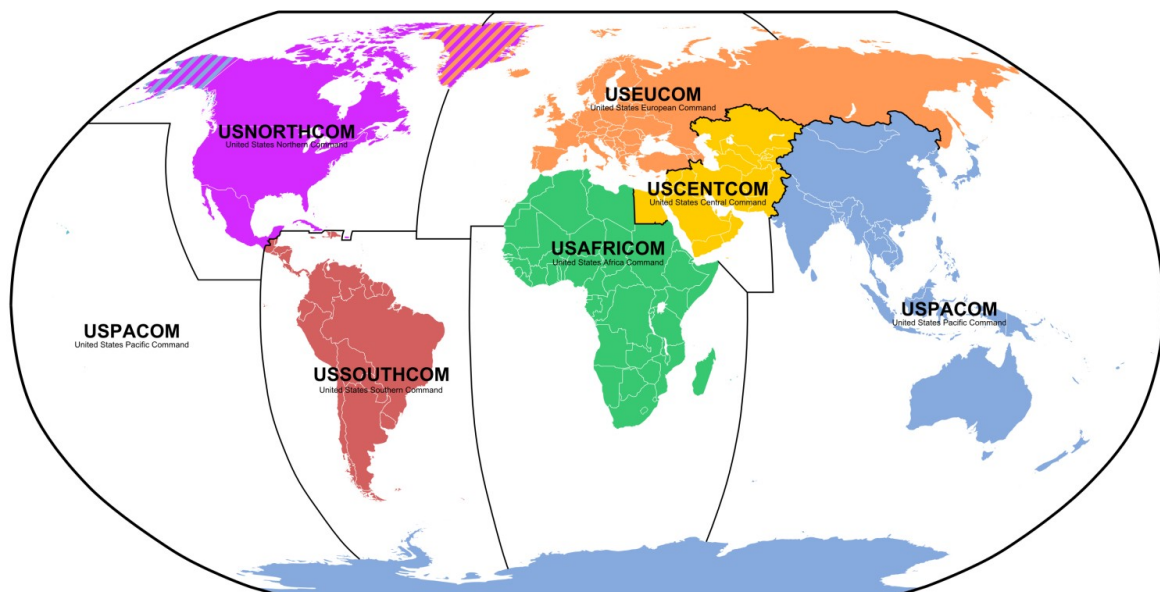 USEUCOM
United States European Command
USNORTHCOM
United States Northern Command
USCENTCOM
United States Central Command
USAFRICOM
United States Africa Command
USPACOM
United States Pacific Command
USPACOM
United States Pacific Command
USSOUTHCOM
United States Southern Command